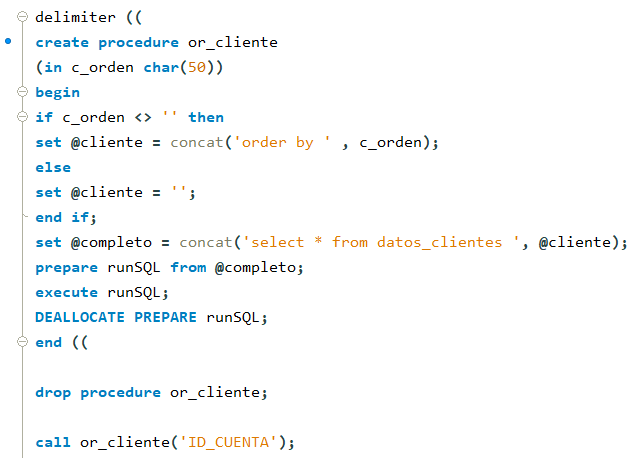 delimiter ((
create procedure or_cliente
(in c_orden char(50))
begin
if c_orden <> '' then
set @cliente = concat('order by ' , c_orden);
else
set @cliente = '';
end if;
set @completo = concat('select * from datos_clientes ', @cliente);
prepare runSQL from @completo;
execute runSQL;
DEALLOCATE PREPARE runSQL;
end ((
drop procedure or_cliente;
call or_cliente('ID_CUENTA');